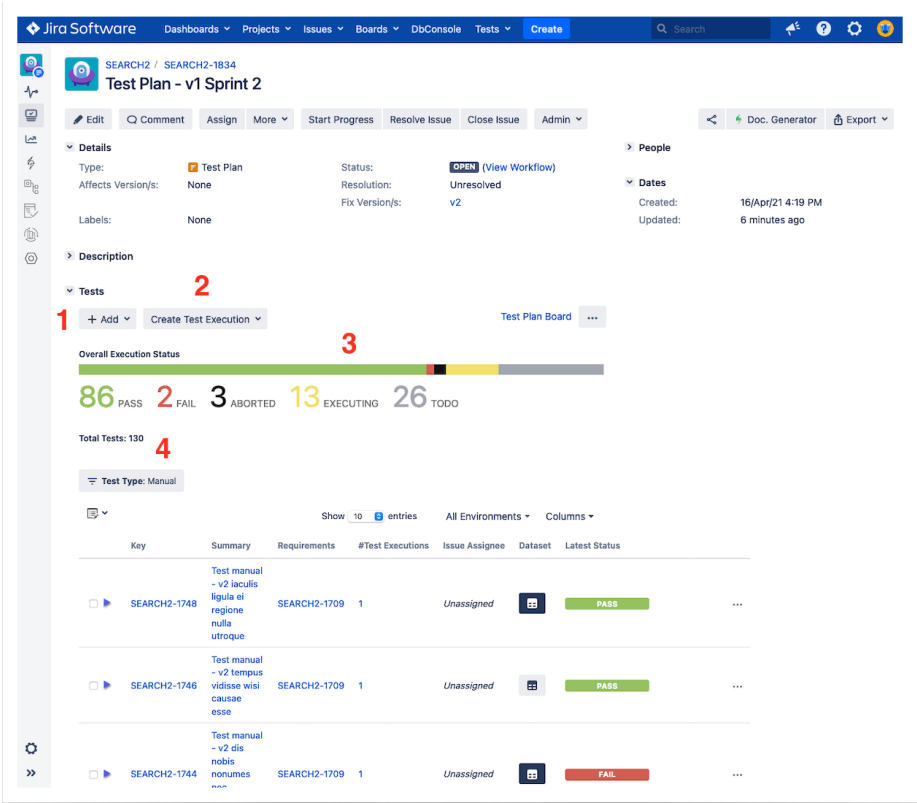 Jira Software Dashboards Projects Issues Boards DbConsole Tests Create Search
SEARCH2 / SEARCH2-1834
Test Plan - v1 Sprint 2
Edit Comment Assign More Start Progress Resolve Issue Close Issue Admin Doc. Generator Export
Details
Type: Test Plan Status: OPEN (View Workflow)
Affects Version/s: None Resolution: Unresolved
Fix Version/s: v2
Labels: None
People
Dates
Created: 16/Apr/21 4:19 PM
Updated: 6 minutes ago
Description
Tests
2
1
+ Add Create Test Execution Test Plan Board ...
3
Overall Execution Status
86 PASS 2 FAIL 3 ABORTED 13 EXECUTING 26 TODO
Total Tests: 130
4
Test Type: Manual
Show 10 entries All Environments Columns
Key Summary Requirements #Test Executions Issue Assignee Dataset Latest Status
Test manual
- v2 iaculis
ligula ei
SEARCH2-1748 regione SEARCH2-1709 1 Unassigned PASS ...
nulla
utroque
Test manual
- v2 tempus
SEARCH2-1746 vidisse wisi SEARCH2-1709 1 Unassigned PASS ...
causae
esse
Test manual
- v2 dis
nobis
SEARCH2-1744 nonumes SEARCH2-1709 1 Unassigned FAIL ...